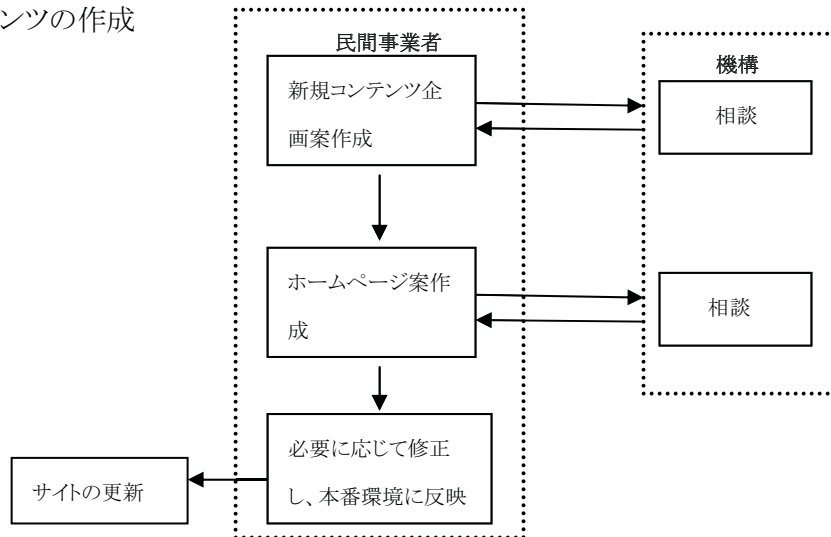 ンツの作成
民間事業者
機構
新規コンテンツ企
画案作成
相談
ホームページ案作
成
相談
必要に応じて修正
し、本番環境に反映
サイトの更新